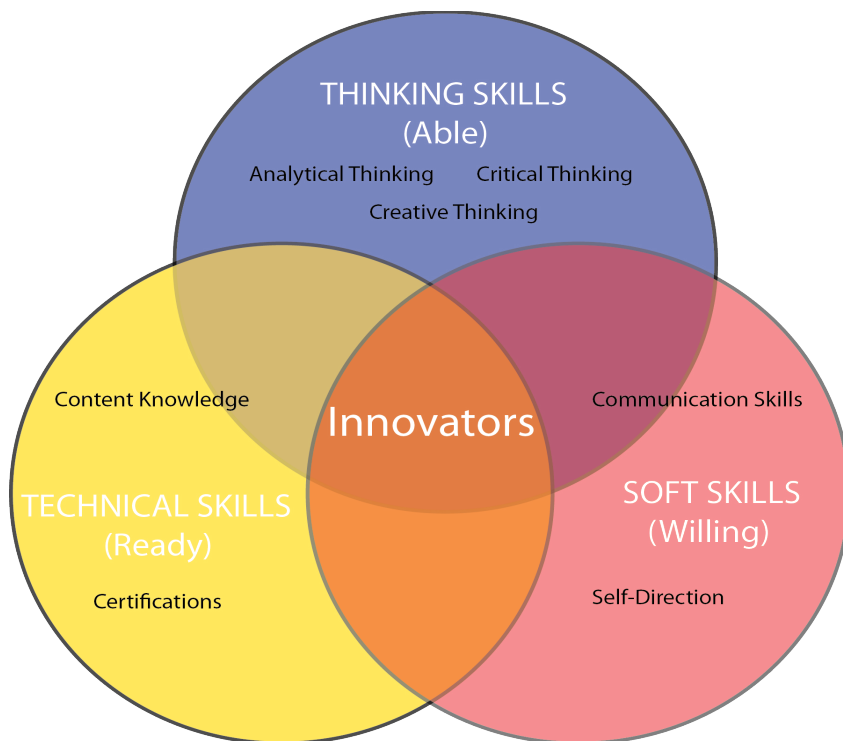 THINKING SKILLS
(Able)
Analytical Thinking
Critical Thinking
Creative Thinking
Content Knowledge
Innovators
Communication Skills
TECHNICAL SKILLS
(Ready)
SOFT SKILLS
(Willing)
Certifications
Self-Direction